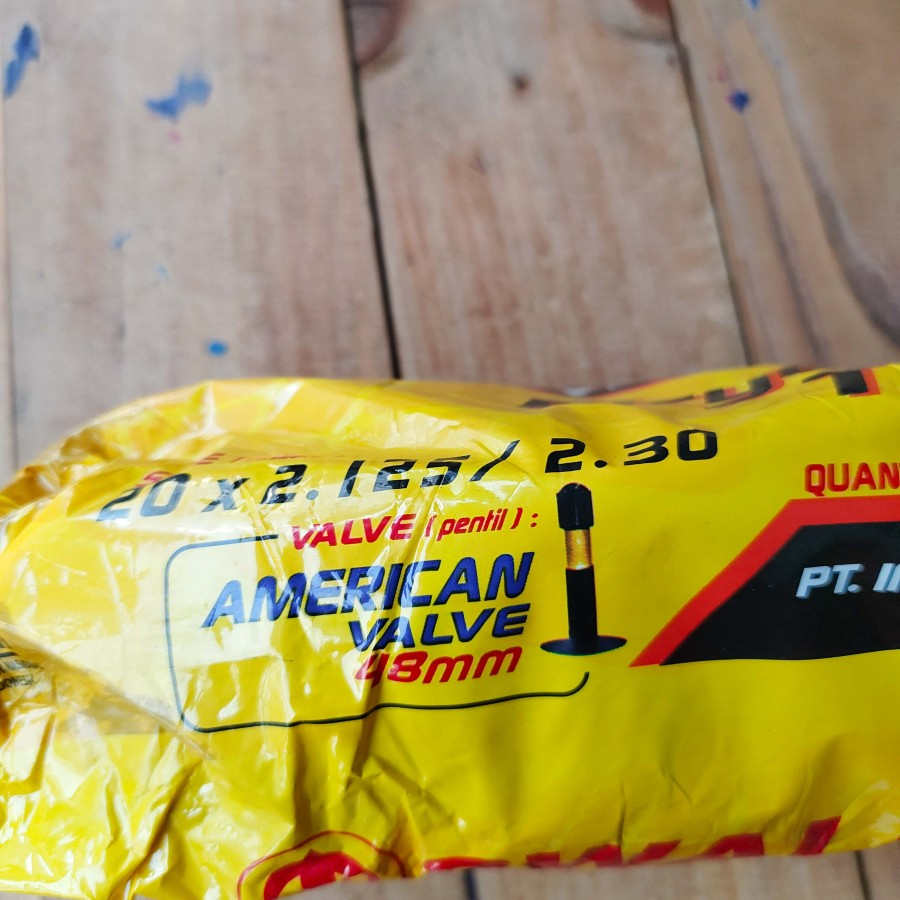 20 x 2.125 / 2.30
VALVE (pentil) :
AMERICAN
VALVE
48mm
QUAN
PT. I